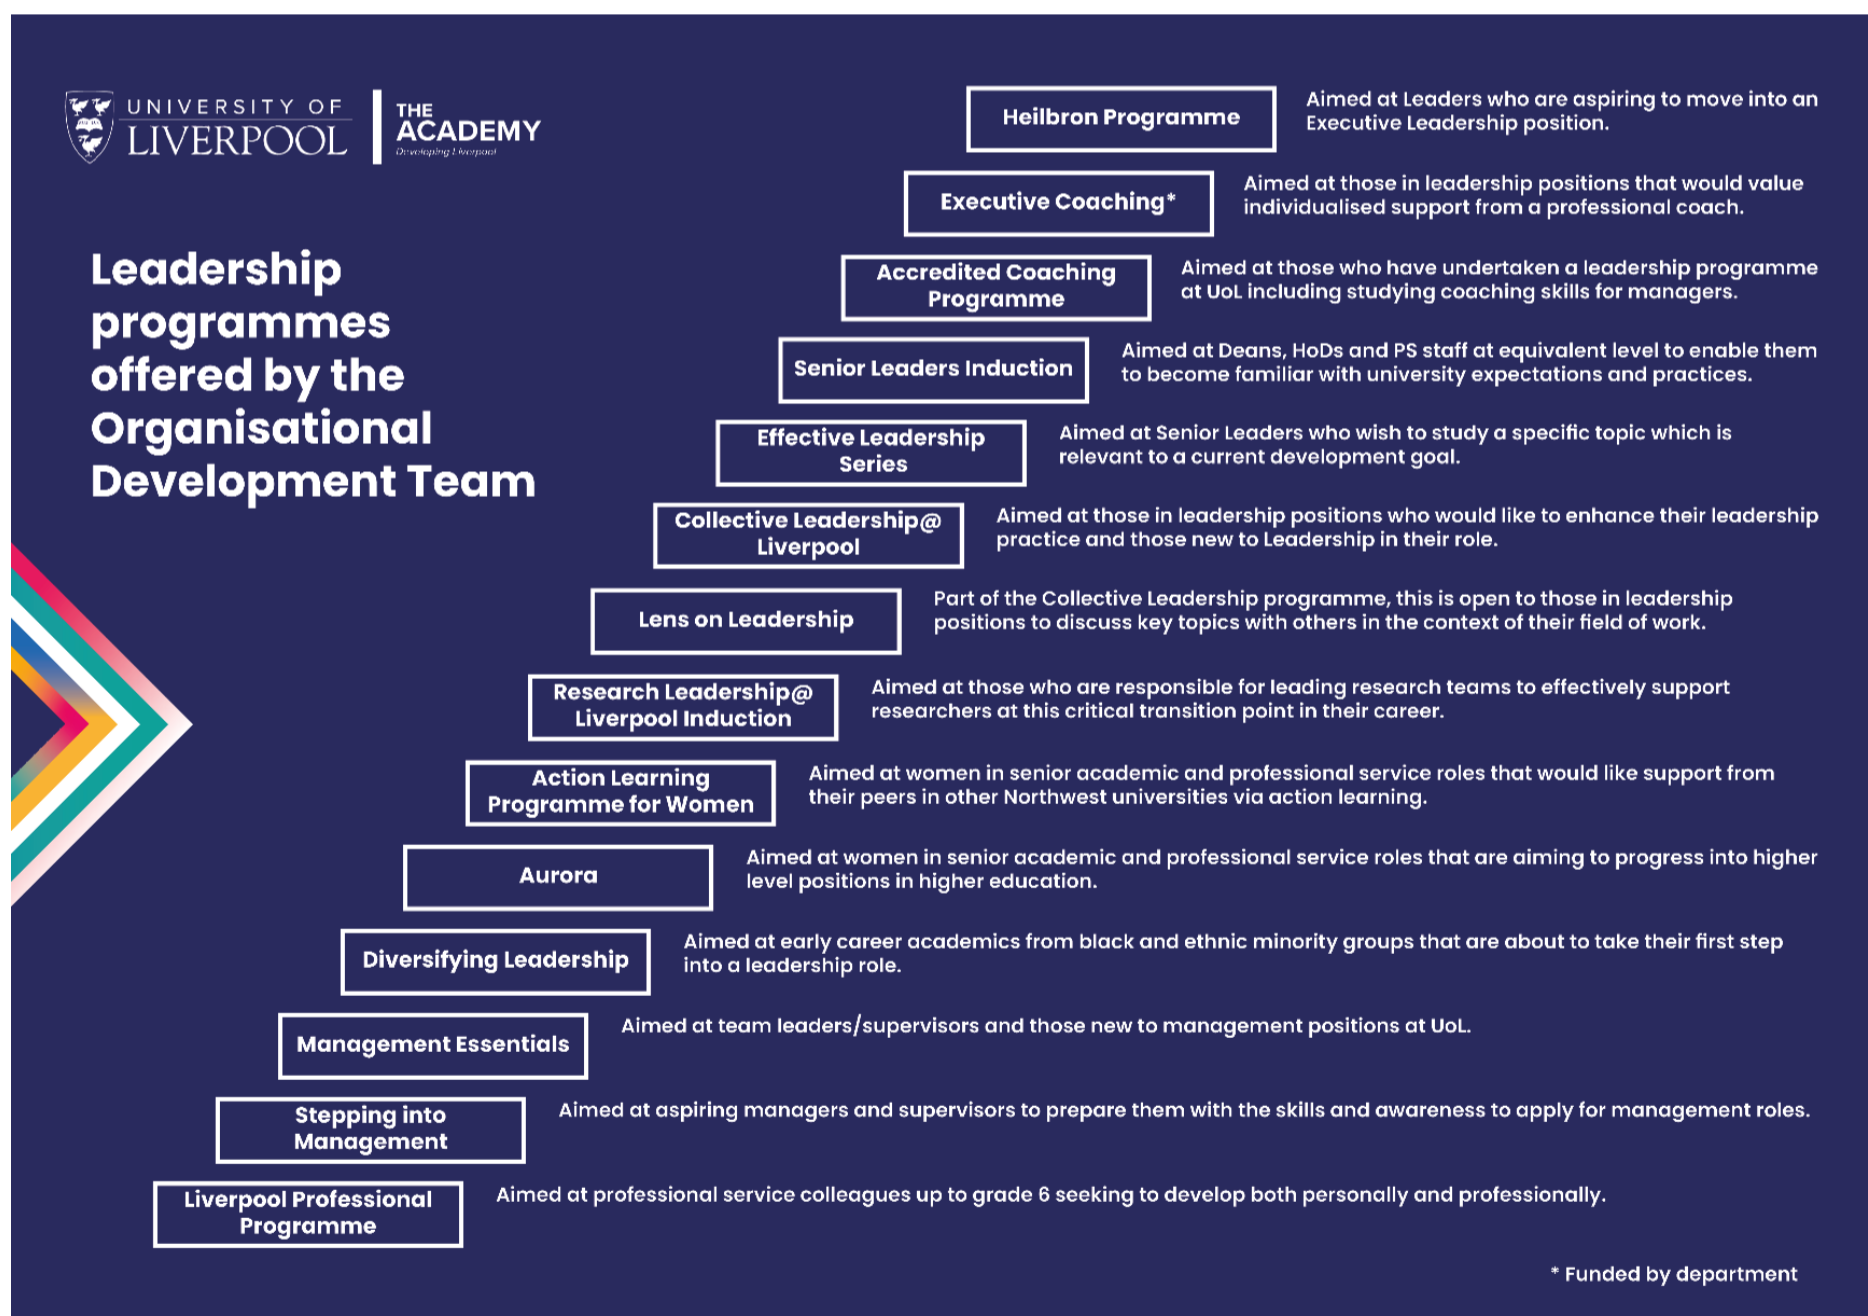 UNIVERSITY OF
LIVERPOOL
THE
ACADEMY
Developing Liverpool
Leadership
programmes
offered by the
Organisational
Development Team
Heilbron Programme
Aimed at Leaders who are aspiring to move into an
Executive Leadership position.
Executive Coaching*
Aimed at those in leadership positions that would value
individualised support from a professional coach.
Accredited Coaching
Programme
Aimed at those who have undertaken a leadership programme
at UoL including studying coaching skills for managers.
Senior Leaders Induction
Aimed at Deans, HoDs and PS staff at equivalent level to enable them
to become familiar with university expectations and practices.
Effective Leadership
Series
Aimed at Senior Leaders who wish to study a specific topic which is
relevant to a current development goal.
Collective Leadership@
Liverpool
Aimed at those in leadership positions who would like to enhance their leadership
practice and those new to Leadership in their role.
Lens on Leadership
Part of the Collective Leadership programme, this is open to those in leadership
positions to discuss key topics with others in the context of their field of work.
Research Leadership@
Liverpool Induction
Aimed at those who are responsible for leading research teams to effectively support
researchers at this critical transition point in their career.
Action Learning
Programme for Women
Aimed at women in senior academic and professional service roles that would like support from
their peers in other Northwest universities via action learning.
Aurora
Aimed at women in senior academic and professional service roles that are aiming to progress into higher
level positions in higher education.
Diversifying Leadership
Aimed at early career academics from black and ethnic minority groups that are about to take their first step
into a leadership role.
Management Essentials
Aimed at team leaders/supervisors and those new to management positions at UoL.
Stepping into
Management
Aimed at aspiring managers and supervisors to prepare them with the skills and awareness to apply for management roles.
Liverpool Professional
Programme
Aimed at professional service colleagues up to grade 6 seeking to develop both personally and professionally.
* Funded by department